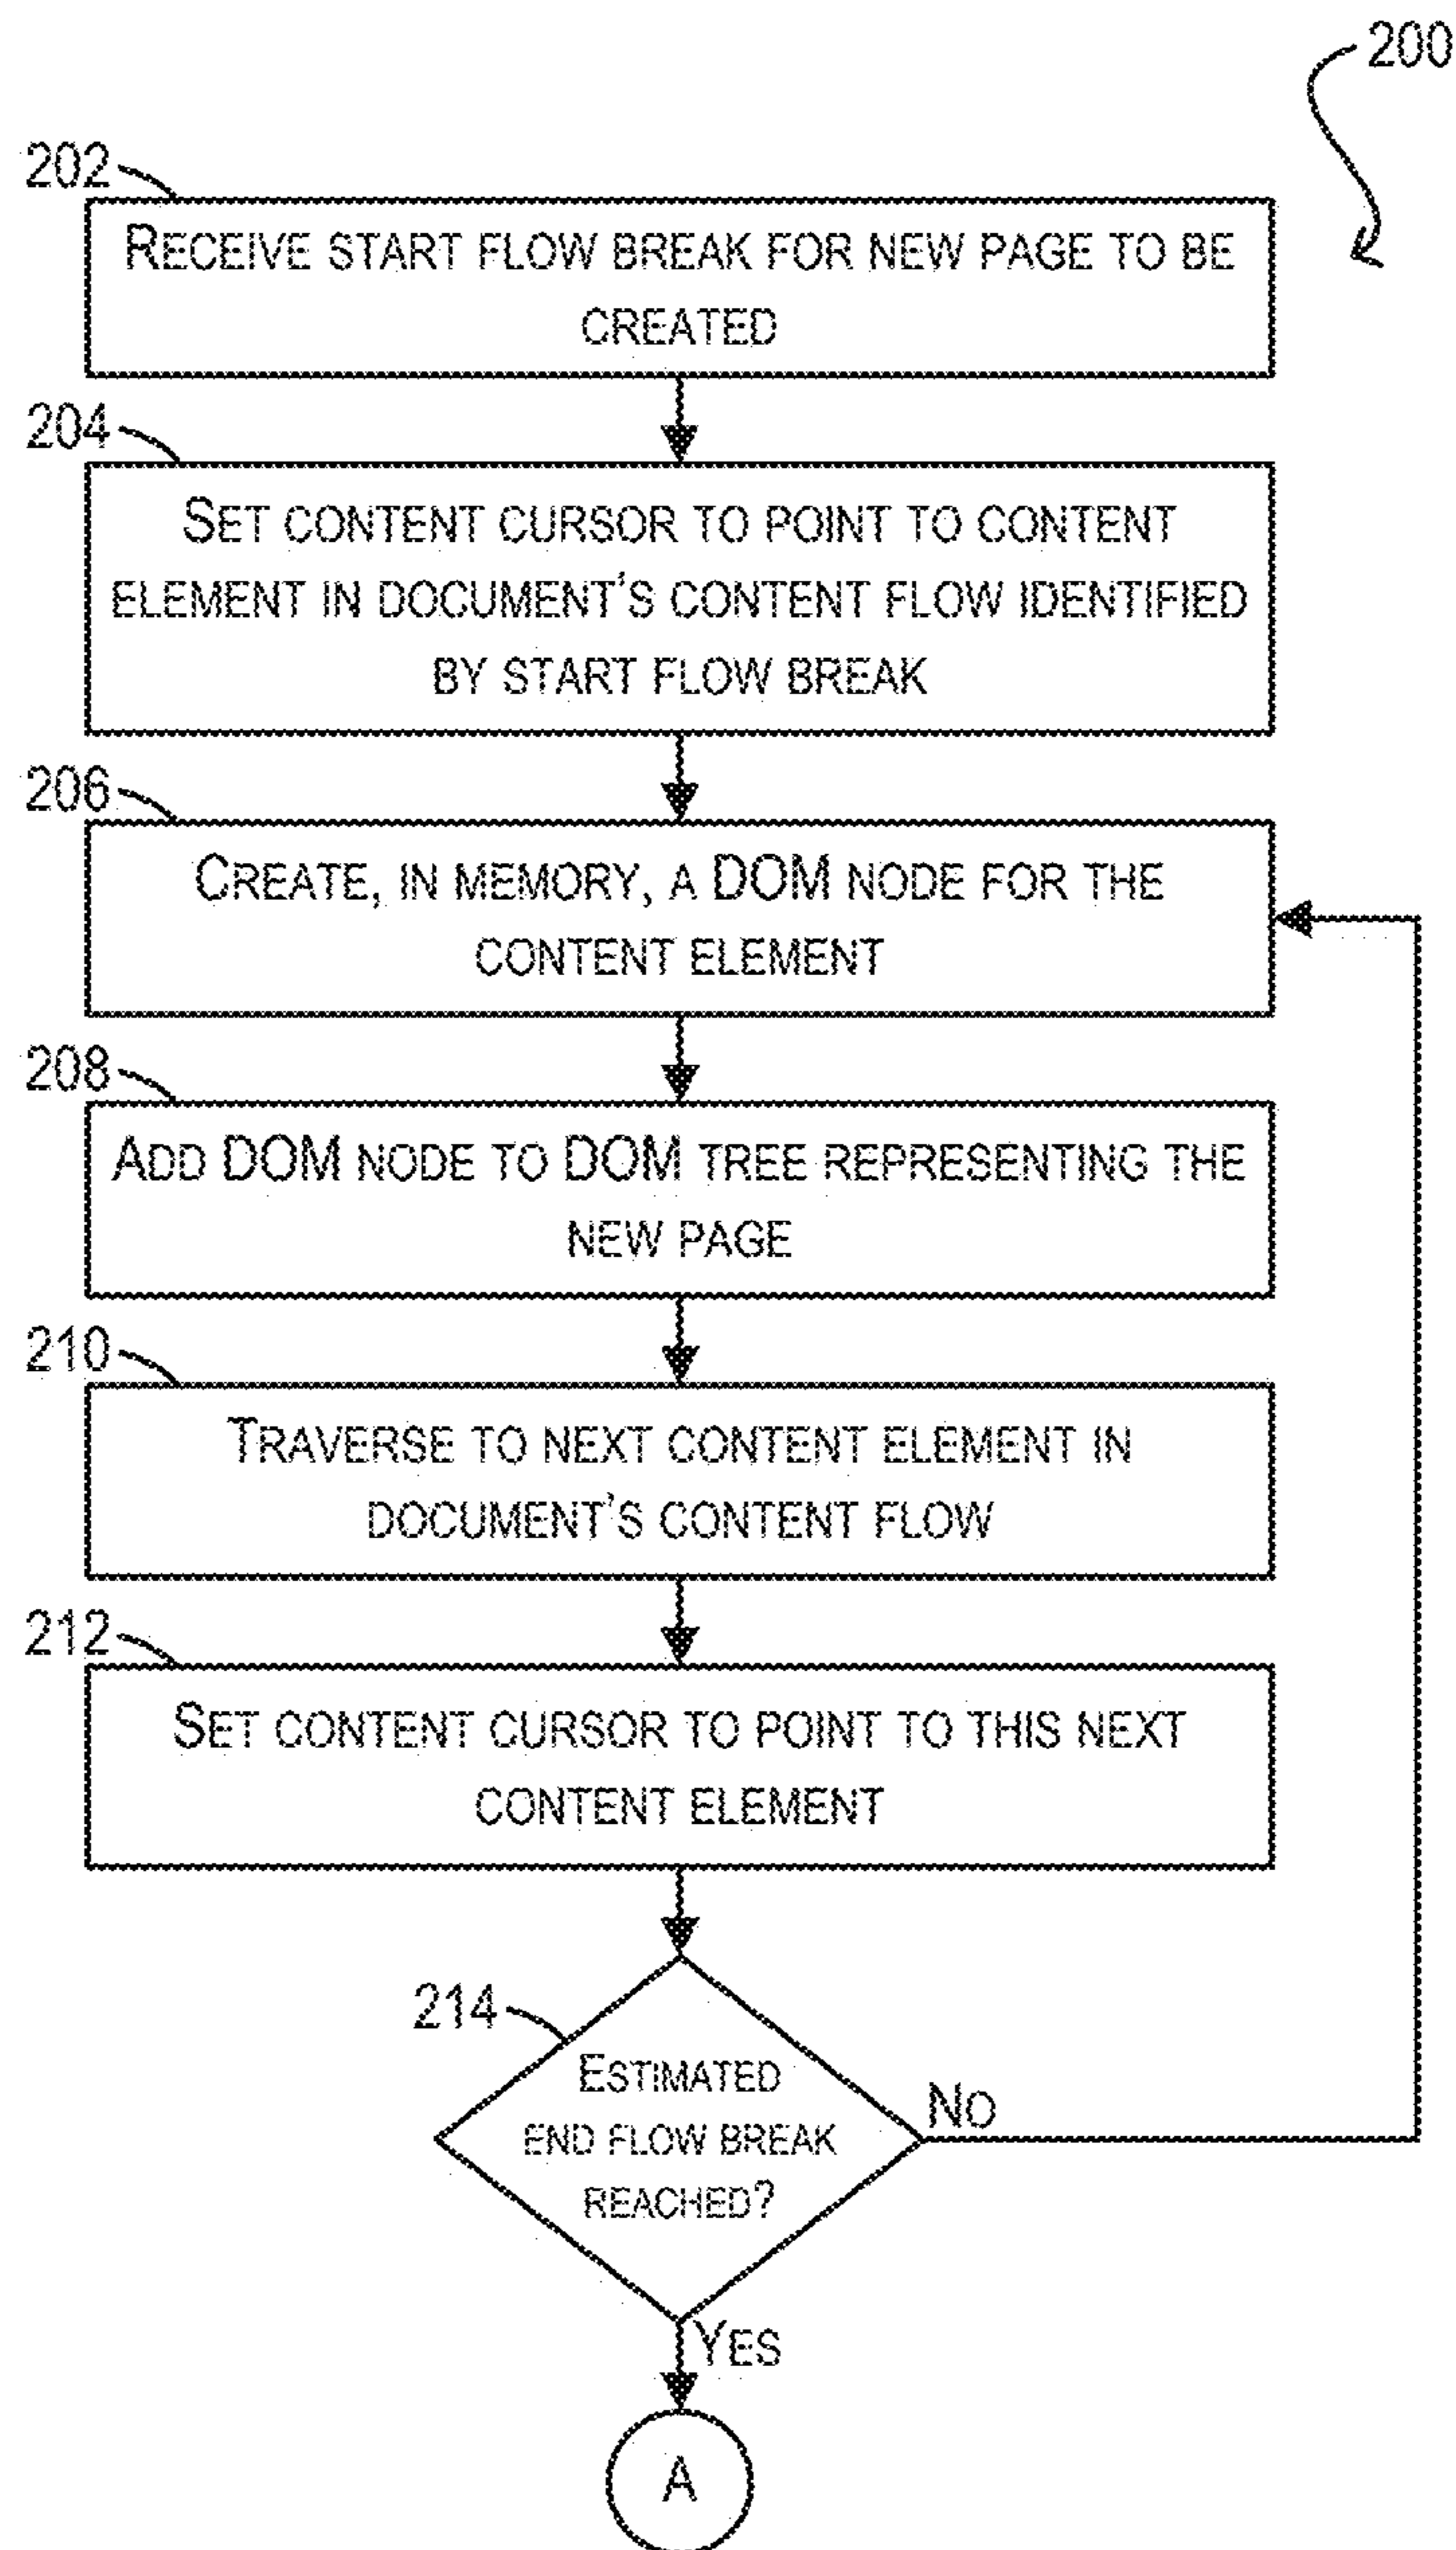 200
202
RECEIVE START FLOW BREAK FOR NEW PAGE TO BE
CREATED
204
SET CONTENT CURSOR TO POINT TO CONTENT
ELEMENT IN DOCUMENT'S CONTENT FLOW IDENTIFIED
BY START FLOW BREAK
206
CREATE, IN MEMORY, A DOM NODE FOR THE
CONTENT ELEMENT
208
ADD DOM NODE TO DOM TREE REPRESENTING THE
NEW PAGE
210
TRAVERSE TO NEXT CONTENT ELEMENT IN
DOCUMENT'S CONTENT FLOW
212
SET CONTENT CURSOR TO POINT TO THIS NEXT
CONTENT ELEMENT
214
ESTIMATED
END FLOW BREAK
REACHED?
NO
YES
A